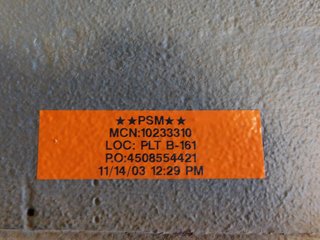 ★★PSM★★
MCN:10233310
LOC: PLT B-161
P.O:4508554421
11/14/03 12:29 PM